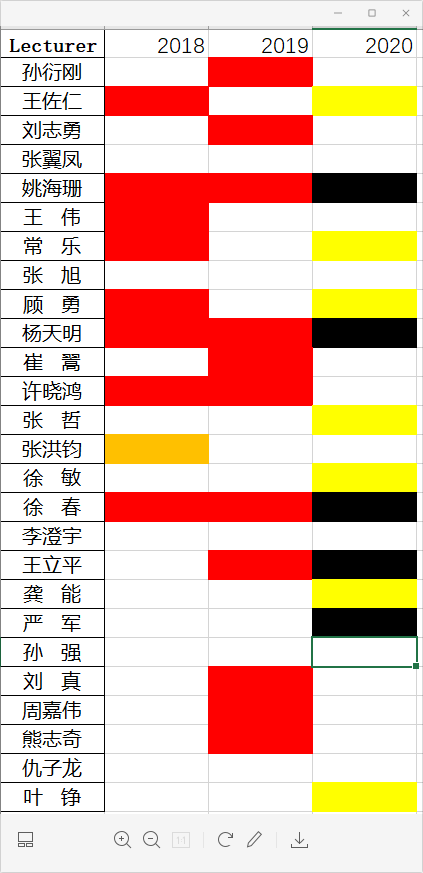 Lecturer 2018 2019 2020
孙衍刚
王佐仁
刘志勇
张翼凤
姚海珊
王 伟
常 乐
张 旭
顾 勇
杨天明
崔 鬶
许晓鸿
张 哲
张洪钧
徐 敏
徐 春
李澄宇
王立平
龚 能
严 军
孙 强
刘 真
周嘉伟
熊志奇
仇子龙
叶 铮
1:1